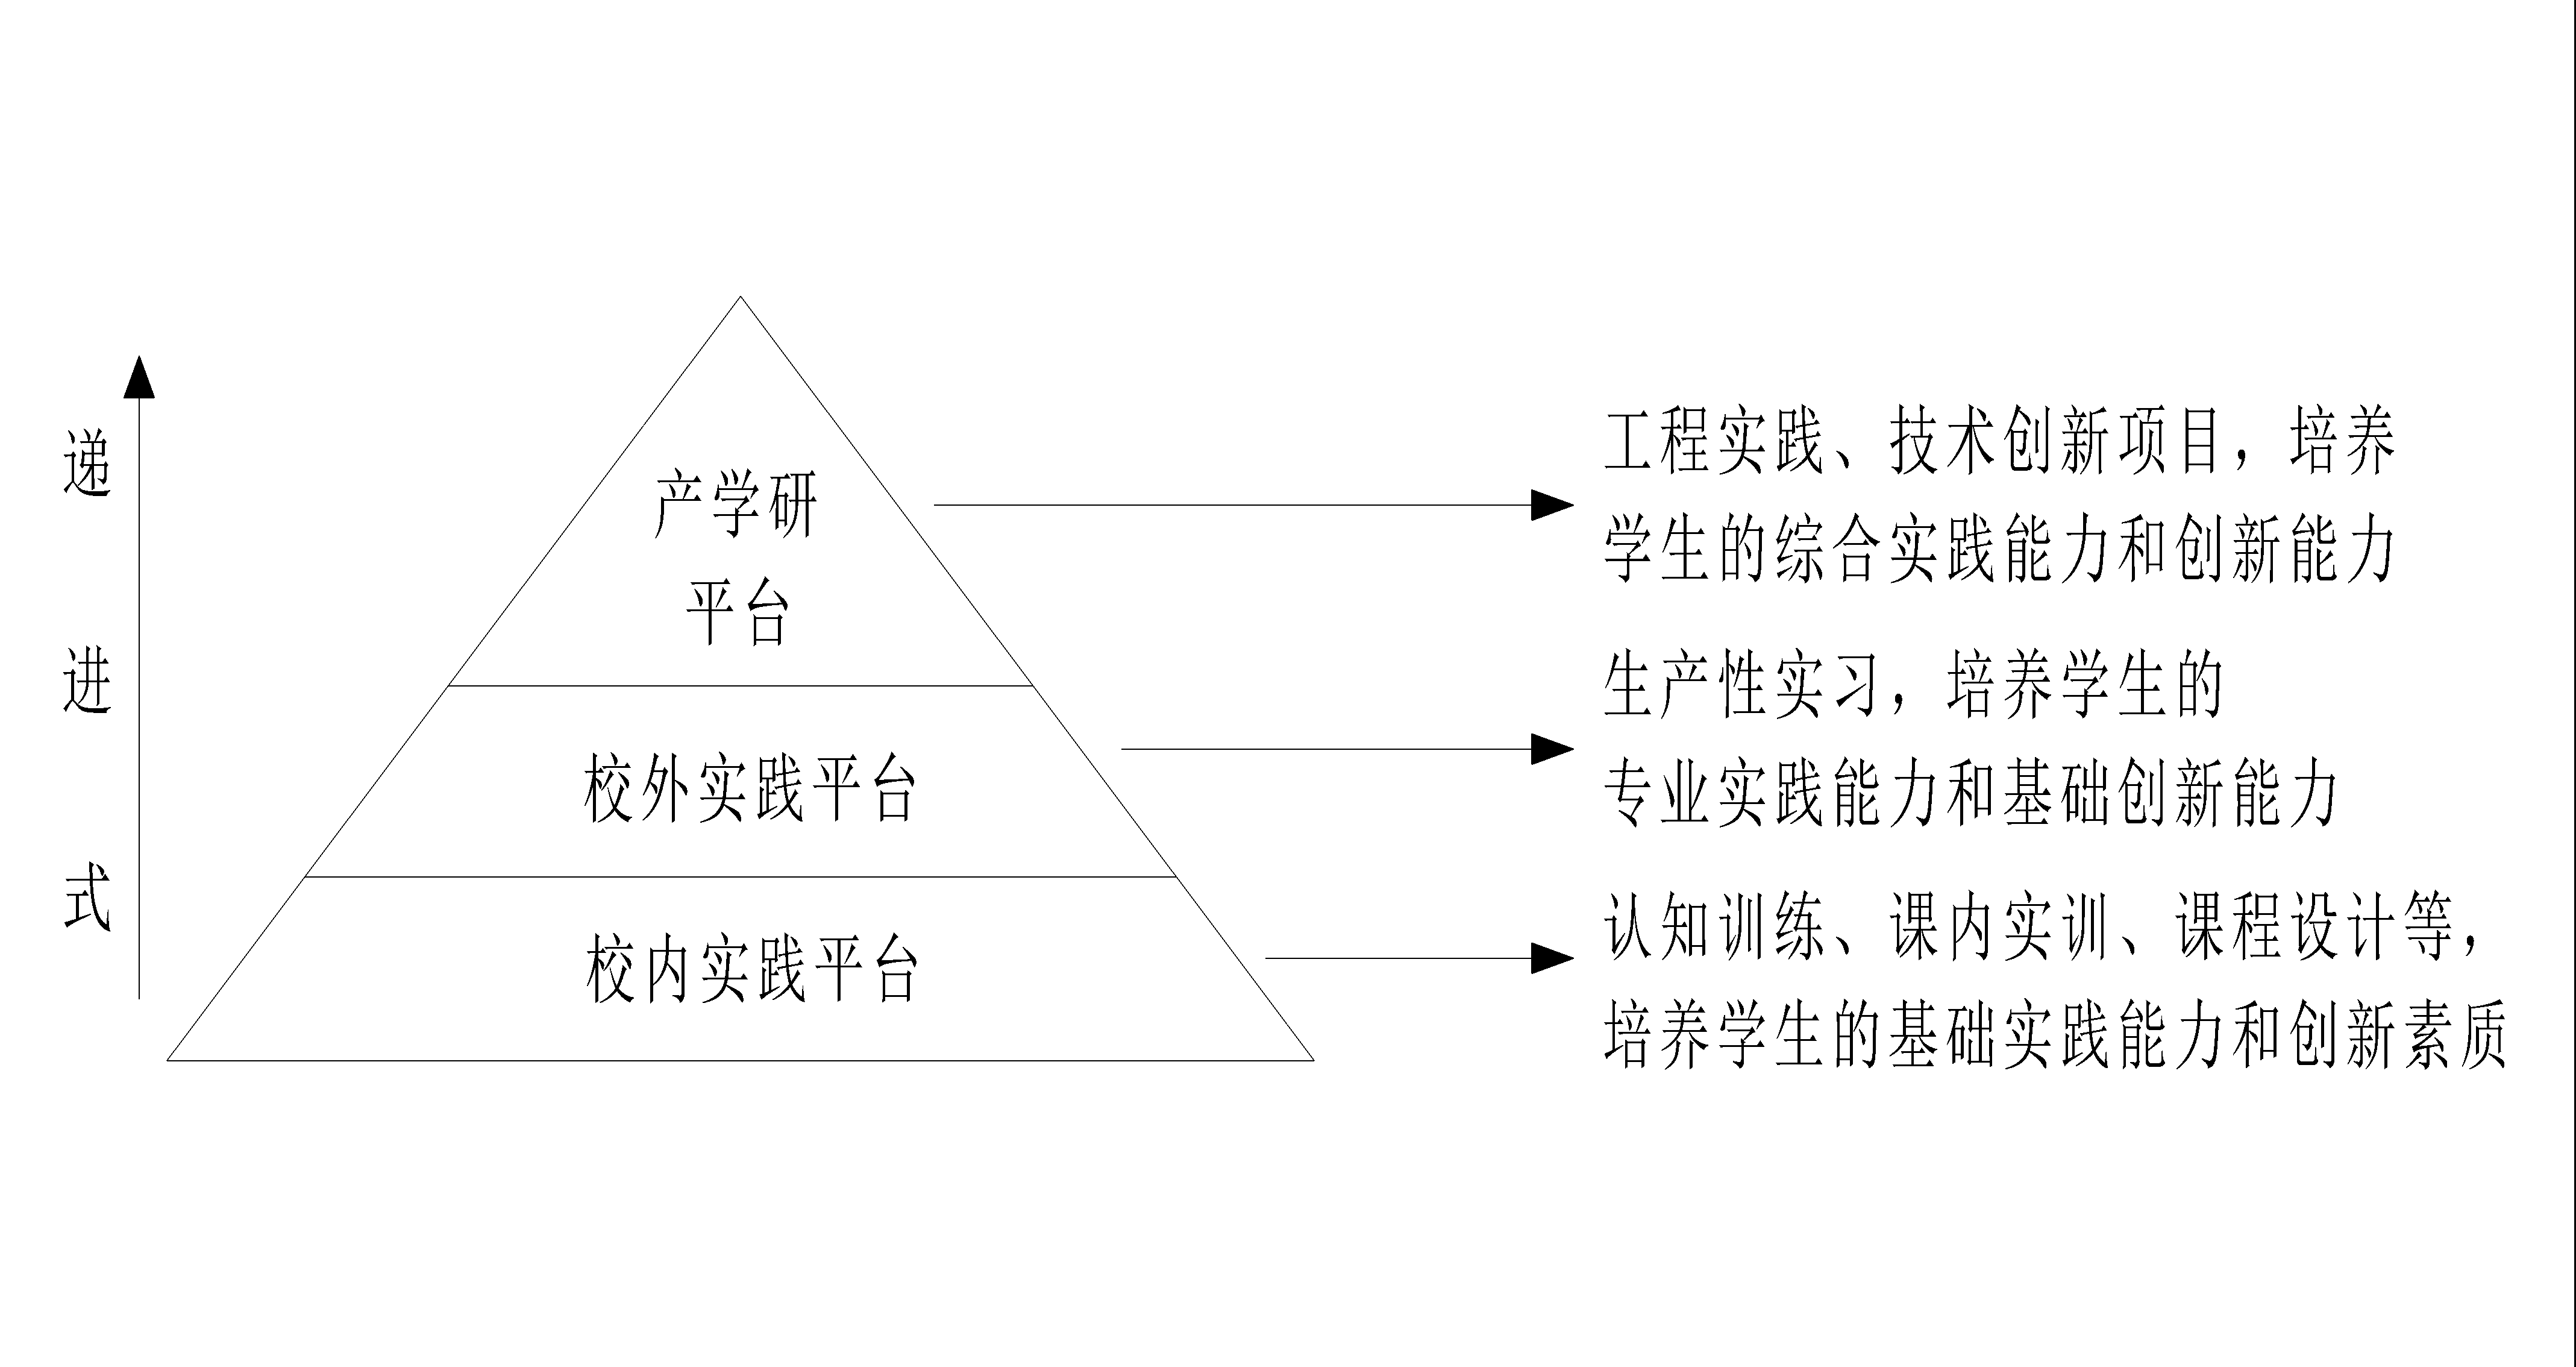 递
进
式
产学研
平台
校外实践平台
校内实践平台
工程实践、技术创新项目，培养
学生的综合实践能力和创新能力
生产性实习，培养学生的
专业实践能力和基础创新能力
认知训练、课内实训、课程设计等，
培养学生的基础实践能力和创新素质